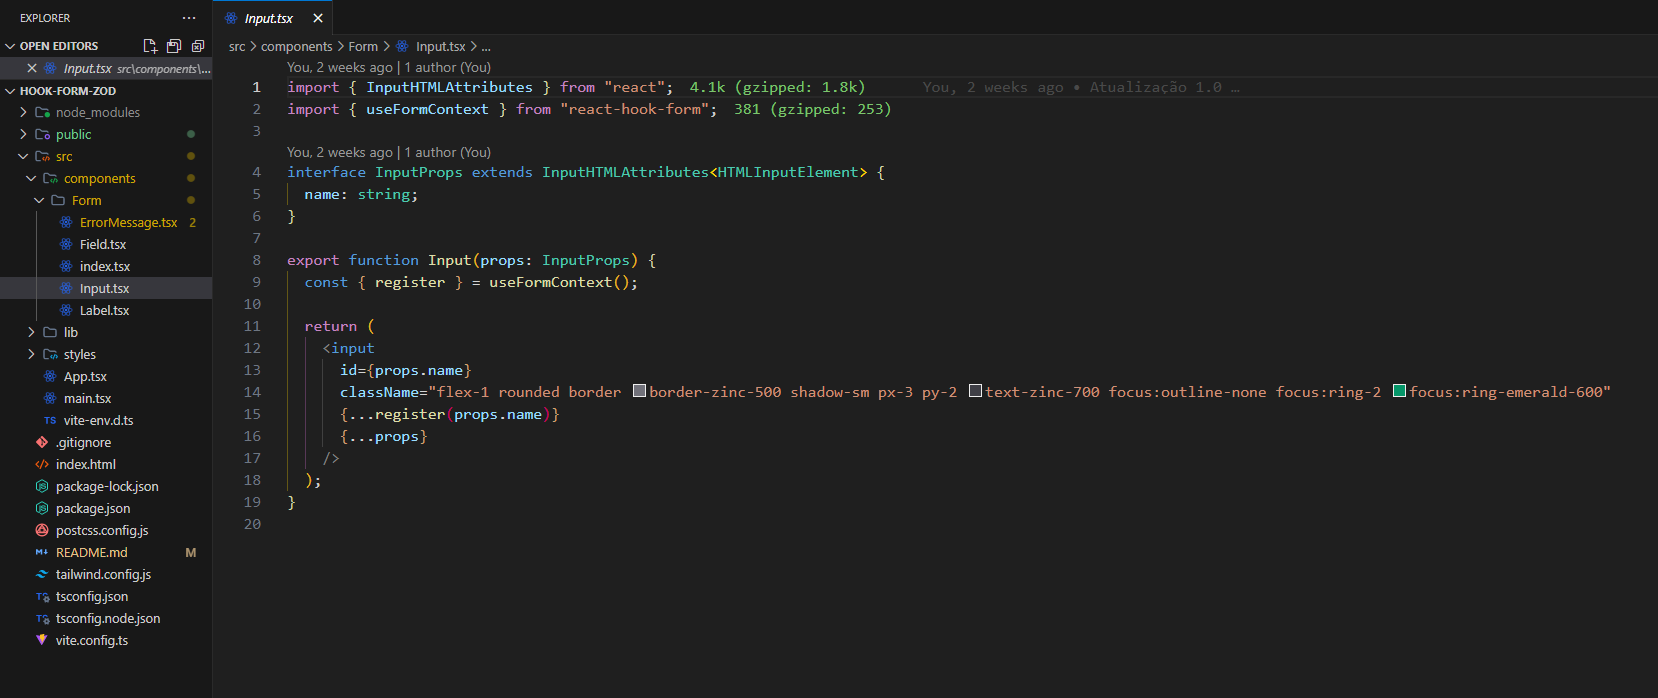 EXPLORER ···
OPEN EDITORS
Input.tsx src\components\...
HOOK-FORM-ZOD
node_modules
public
src
components
Form
ErrorMessage.tsx 2
Field.tsx
index.tsx
Input.tsx
Label.tsx
lib
styles
App.tsx
main.tsx
TS vite-env.d.ts
.gitignore
index.html
package-lock.json
package.json
postcss.config.js
README.md M
tailwind.config.js
tsconfig.json
tsconfig.node.json
vite.config.ts
Input.tsx
src > components > Form > Input.tsx > ...
You, 2 weeks ago | 1 author (You)
1 import { InputHTMLAttributes } from "react"; 4.1k (gzipped: 1.8k) You, 2 weeks ago • Atualização 1.0 …
2 import { useFormContext } from "react-hook-form"; 381 (gzipped: 253)
3
You, 2 weeks ago | 1 author (You)
4 interface InputProps extends InputHTMLAttributes<HTMLInputElement> {
5 name: string;
6 }
7
8 export function Input(props: InputProps) {
9 const { register } = useFormContext();
10
11 return (
12 <input
13 id={props.name}
14 className="flex-1 rounded border border-zinc-500 shadow-sm px-3 py-2 text-zinc-700 focus:outline-none focus:ring-2 focus:ring-emerald-600"
15 {...register(props.name)}
16 {...props}
17 />
18 );
19 }
20